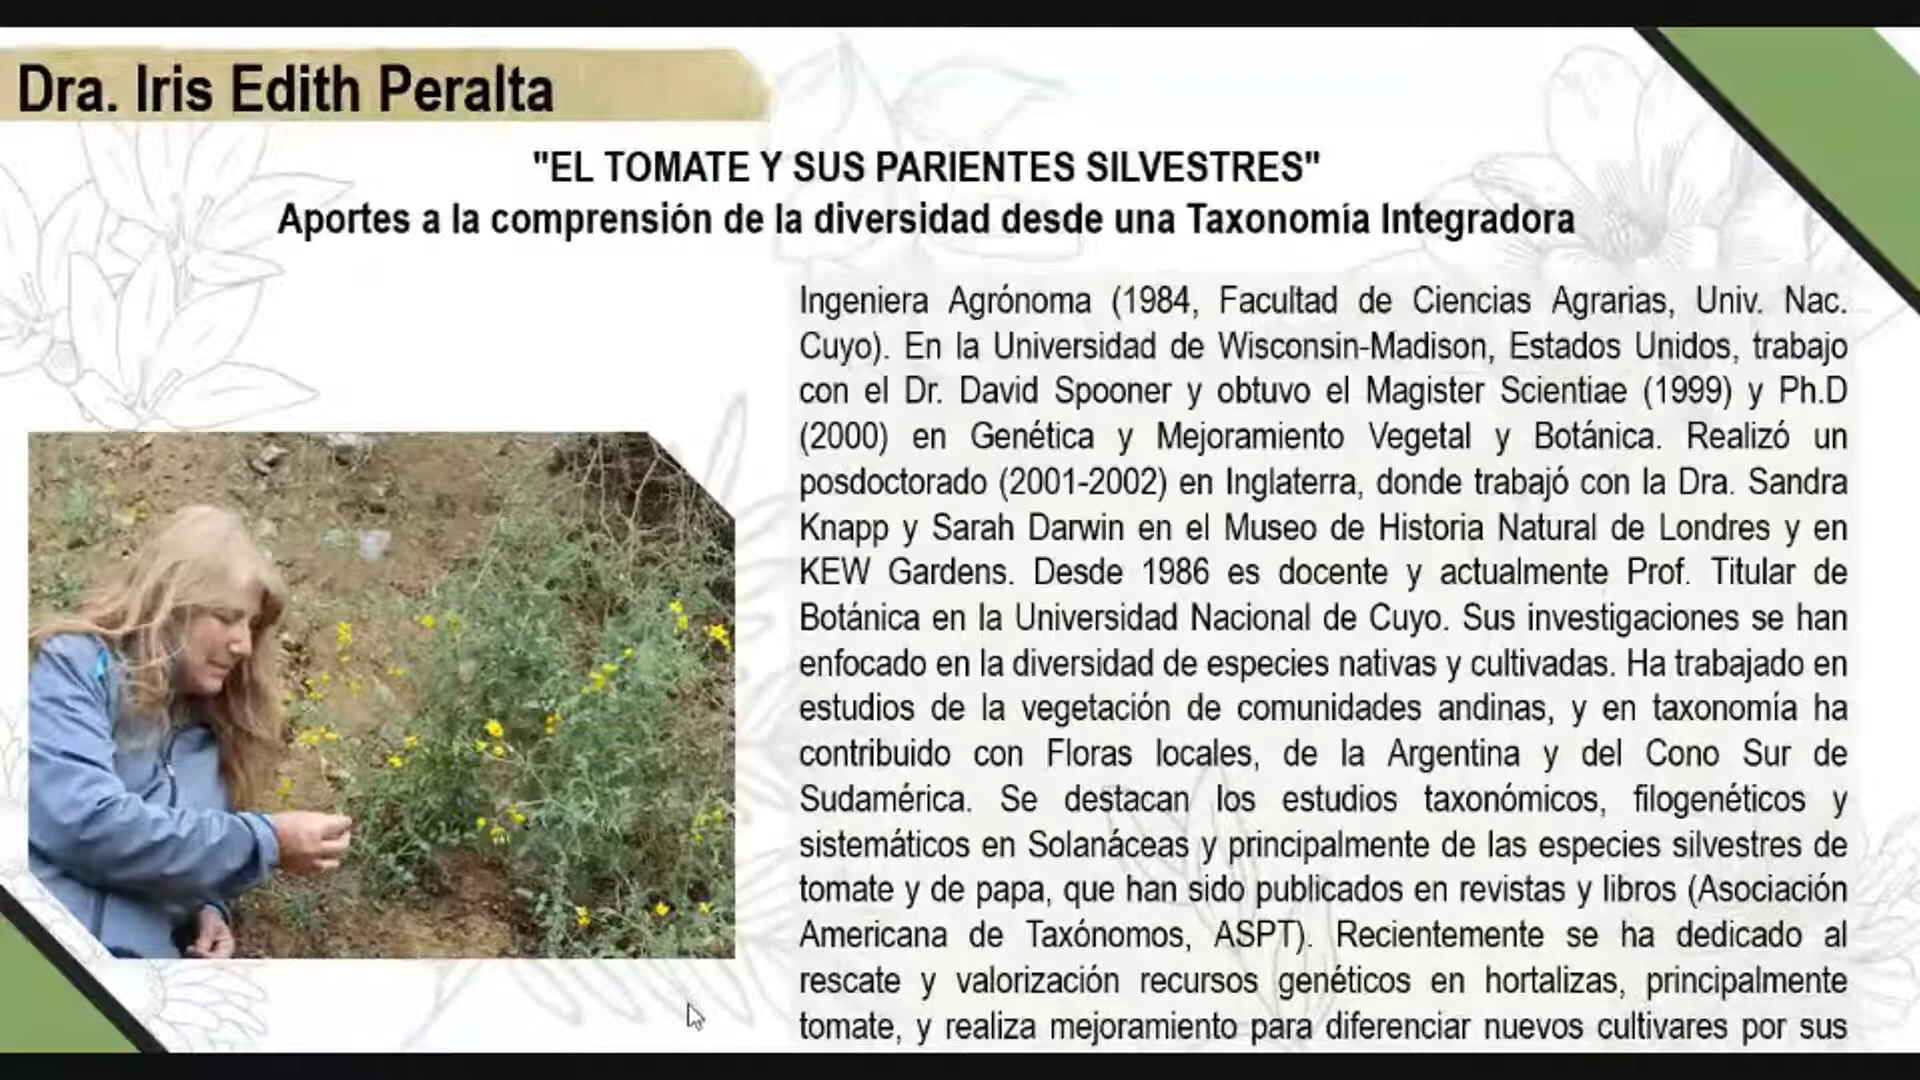 Dra. Iris Edith Peralta
"EL TOMATE Y SUS PARIENTES SILVESTRES"
Aportes a la comprensión de la diversidad desde una Taxonomía Integradora
Ingeniera Agrónoma (1984, Facultad de Ciencias Agrarias, Univ. Nac.
Cuyo). En la Universidad de Wisconsin-Madison, Estados Unidos, trabajo
con el Dr. David Spooner y obtuvo el Magister Scientiae (1999) y Ph.D
(2000) en Genética y Mejoramiento Vegetal y Botánica. Realizó un
posdoctorado (2001-2002) en Inglaterra, donde trabajó con la Dra. Sandra
Knapp y Sarah Darwin en el Museo de Historia Natural de Londres y en
KEW Gardens. Desde 1986 es docente y actualmente Prof. Titular de
Botánica en la Universidad Nacional de Cuyo. Sus investigaciones se han
enfocado en la diversidad de especies nativas y cultivadas. Ha trabajado en
estudios de la vegetación de comunidades andinas, y en taxonomía ha
contribuido con Floras locales, de la Argentina y del Cono Sur de
Sudamérica. Se destacan los estudios taxonómicos, filogenéticos y
sistemáticos en Solanáceas y principalmente de las especies silvestres de
tomate y de papa, que han sido publicados en revistas y libros (Asociación
Americana de Taxónomos, ASPT). Recientemente se ha dedicado al
rescate y valorización recursos genéticos en hortalizas, principalmente
tomate, y realiza mejoramiento para diferenciar nuevos cultivares por sus